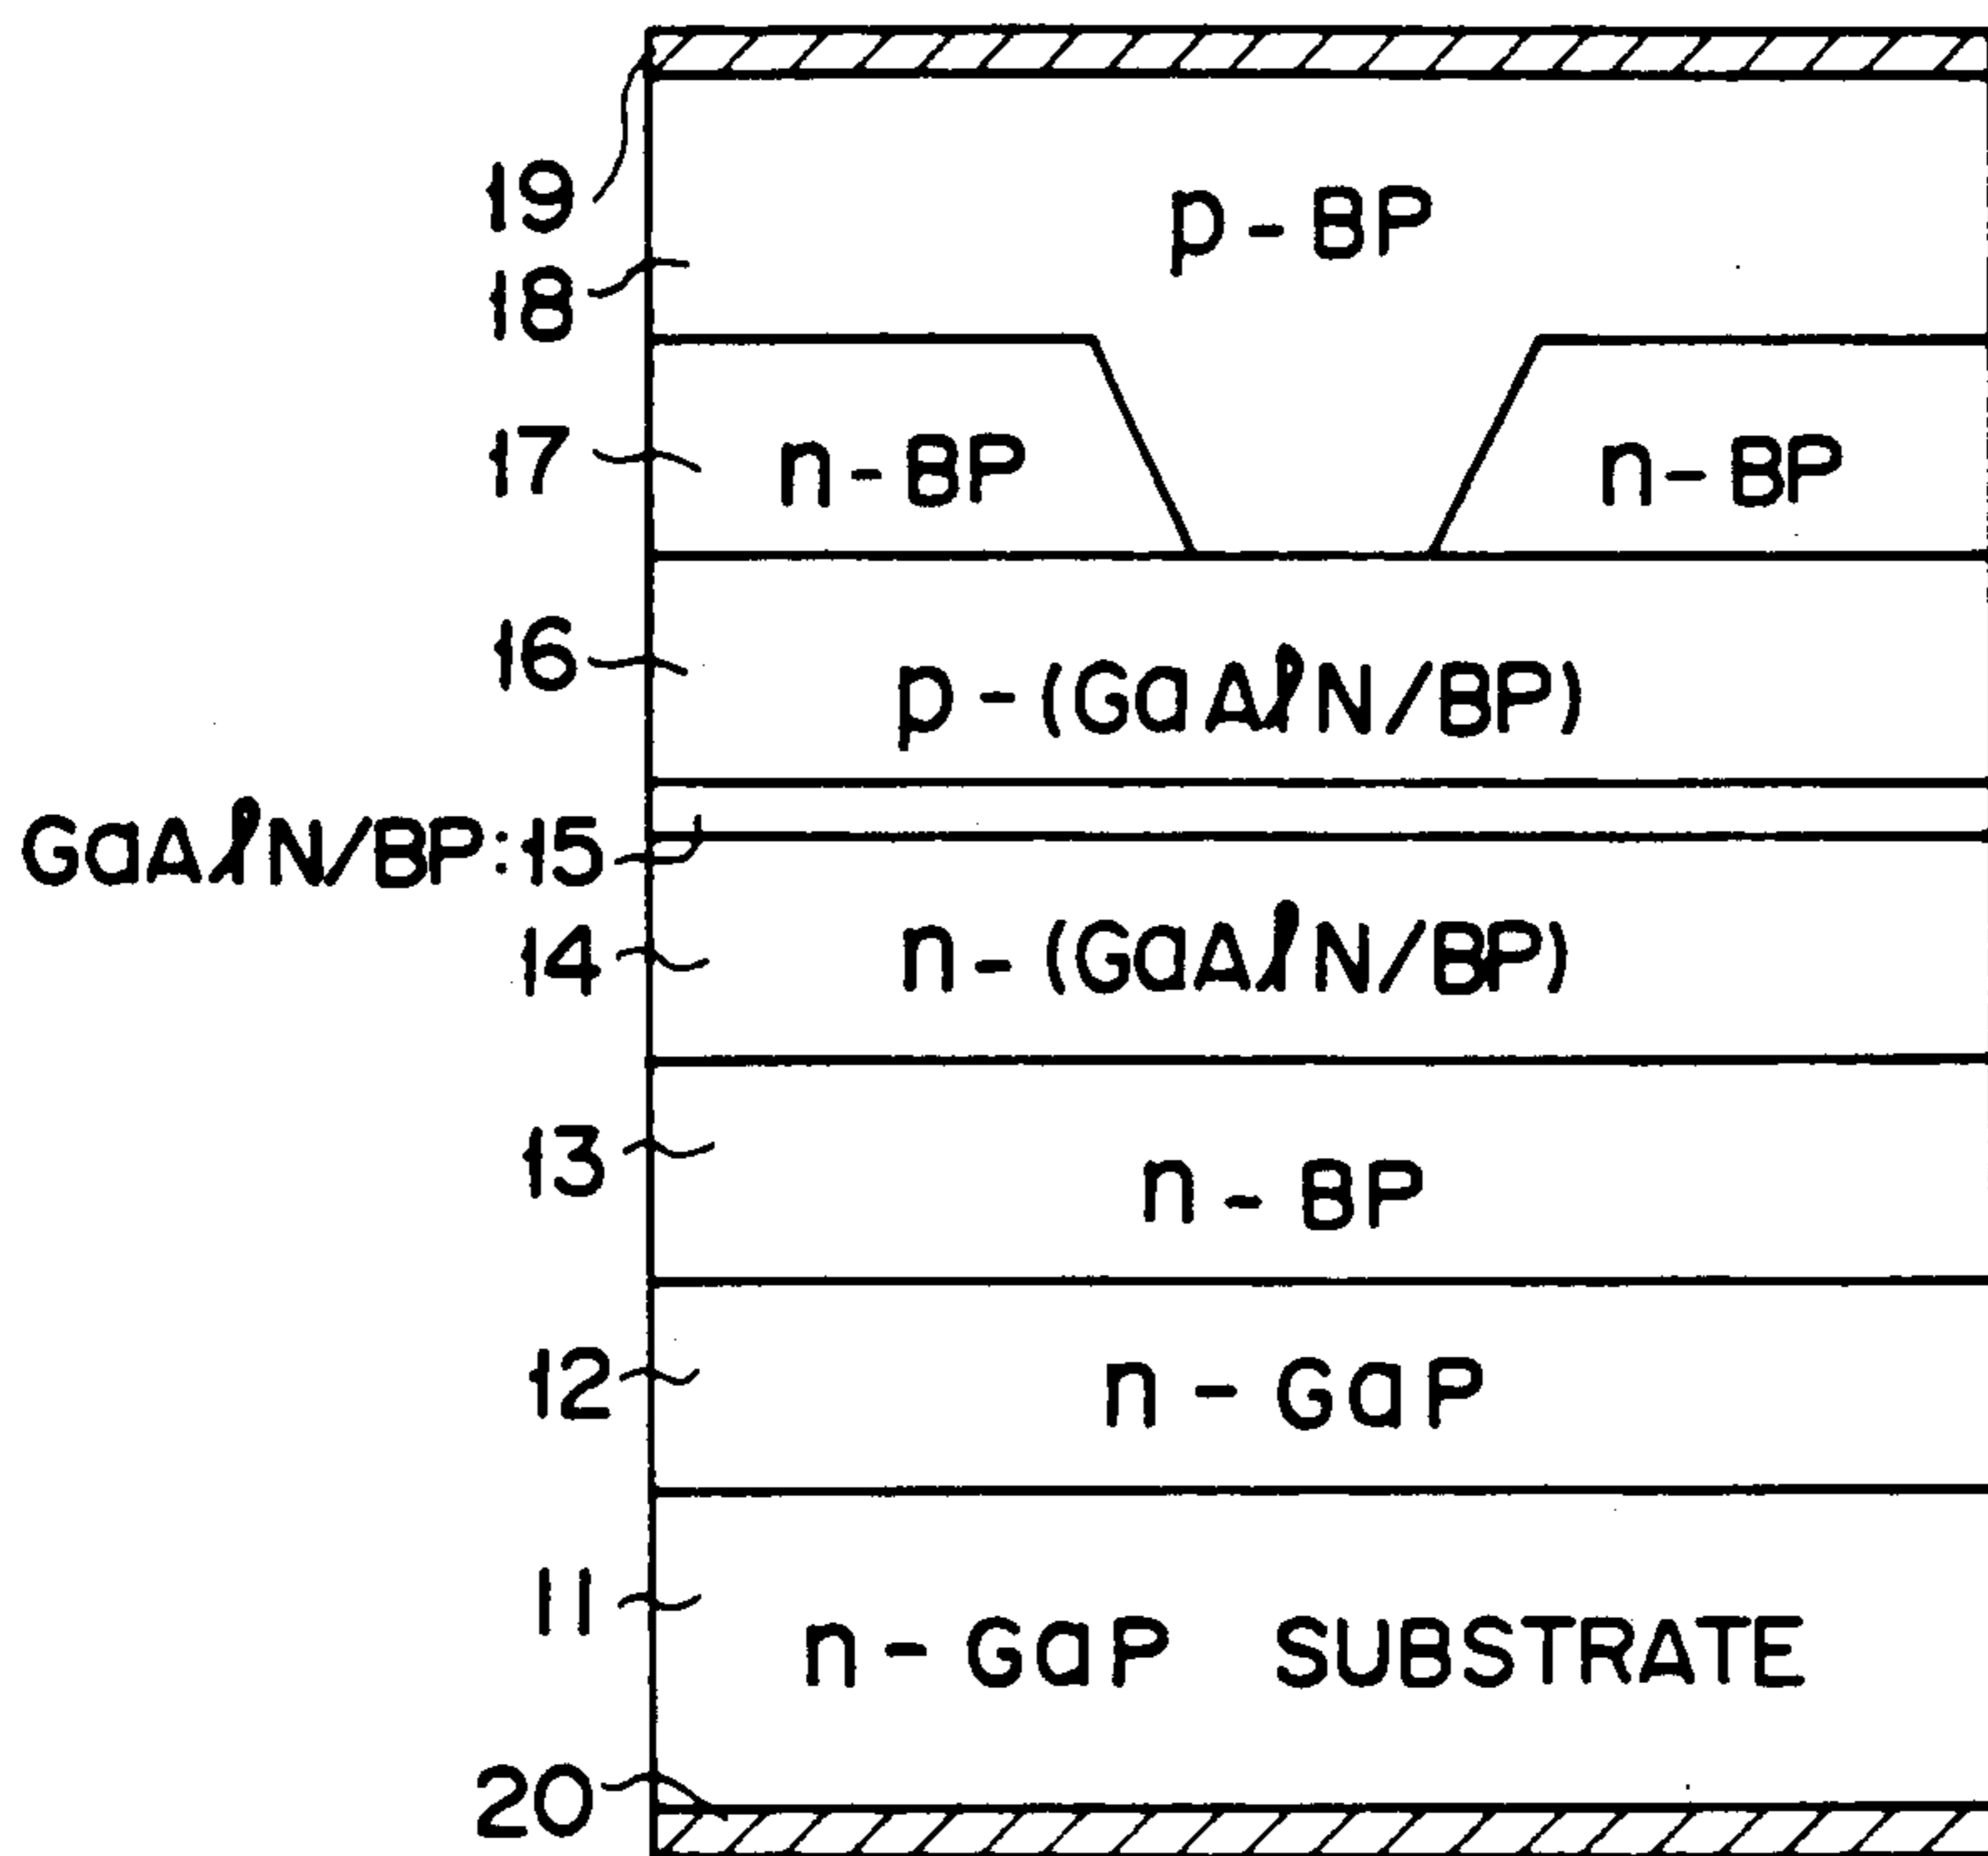 19
p-BP
18
17
n-BP
n-BP
16
p-(GaAlN/BP)
GaAlN/BP:15
14
n-(GaAlN/BP)
13
n-BP
12
n-GaP
11
n-GaP SUBSTRATE
20